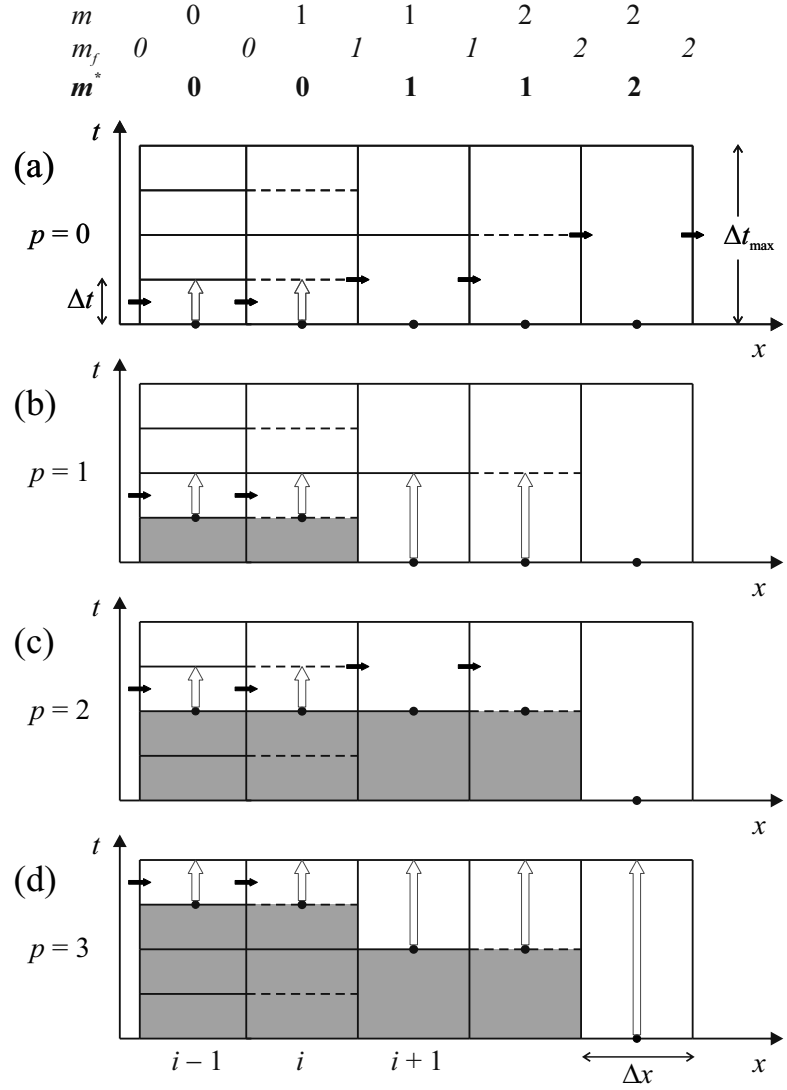 m 0 1 1 2 2
m_f 0 0 1 1 2 2
m* 0 0 1 1 2
t
(a)
p = 0
Δt
Δt_max
x
t
(b)
p = 1
x
t
(c)
p = 2
x
t
(d)
p = 3
i – 1 i i + 1 Δx
x